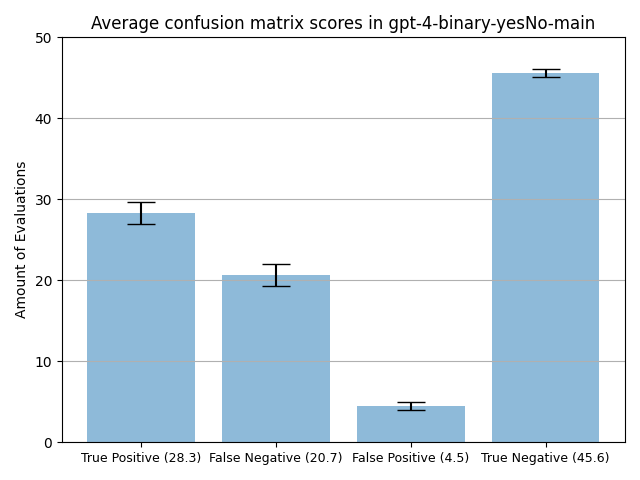 Average confusion matrix scores in gpt-4-binary-yesNo-main
50
40
30
20
10
0
Amount of Evaluations
True Positive (28.3) False Negative (20.7) False Positive (4.5) True Negative (45.6)